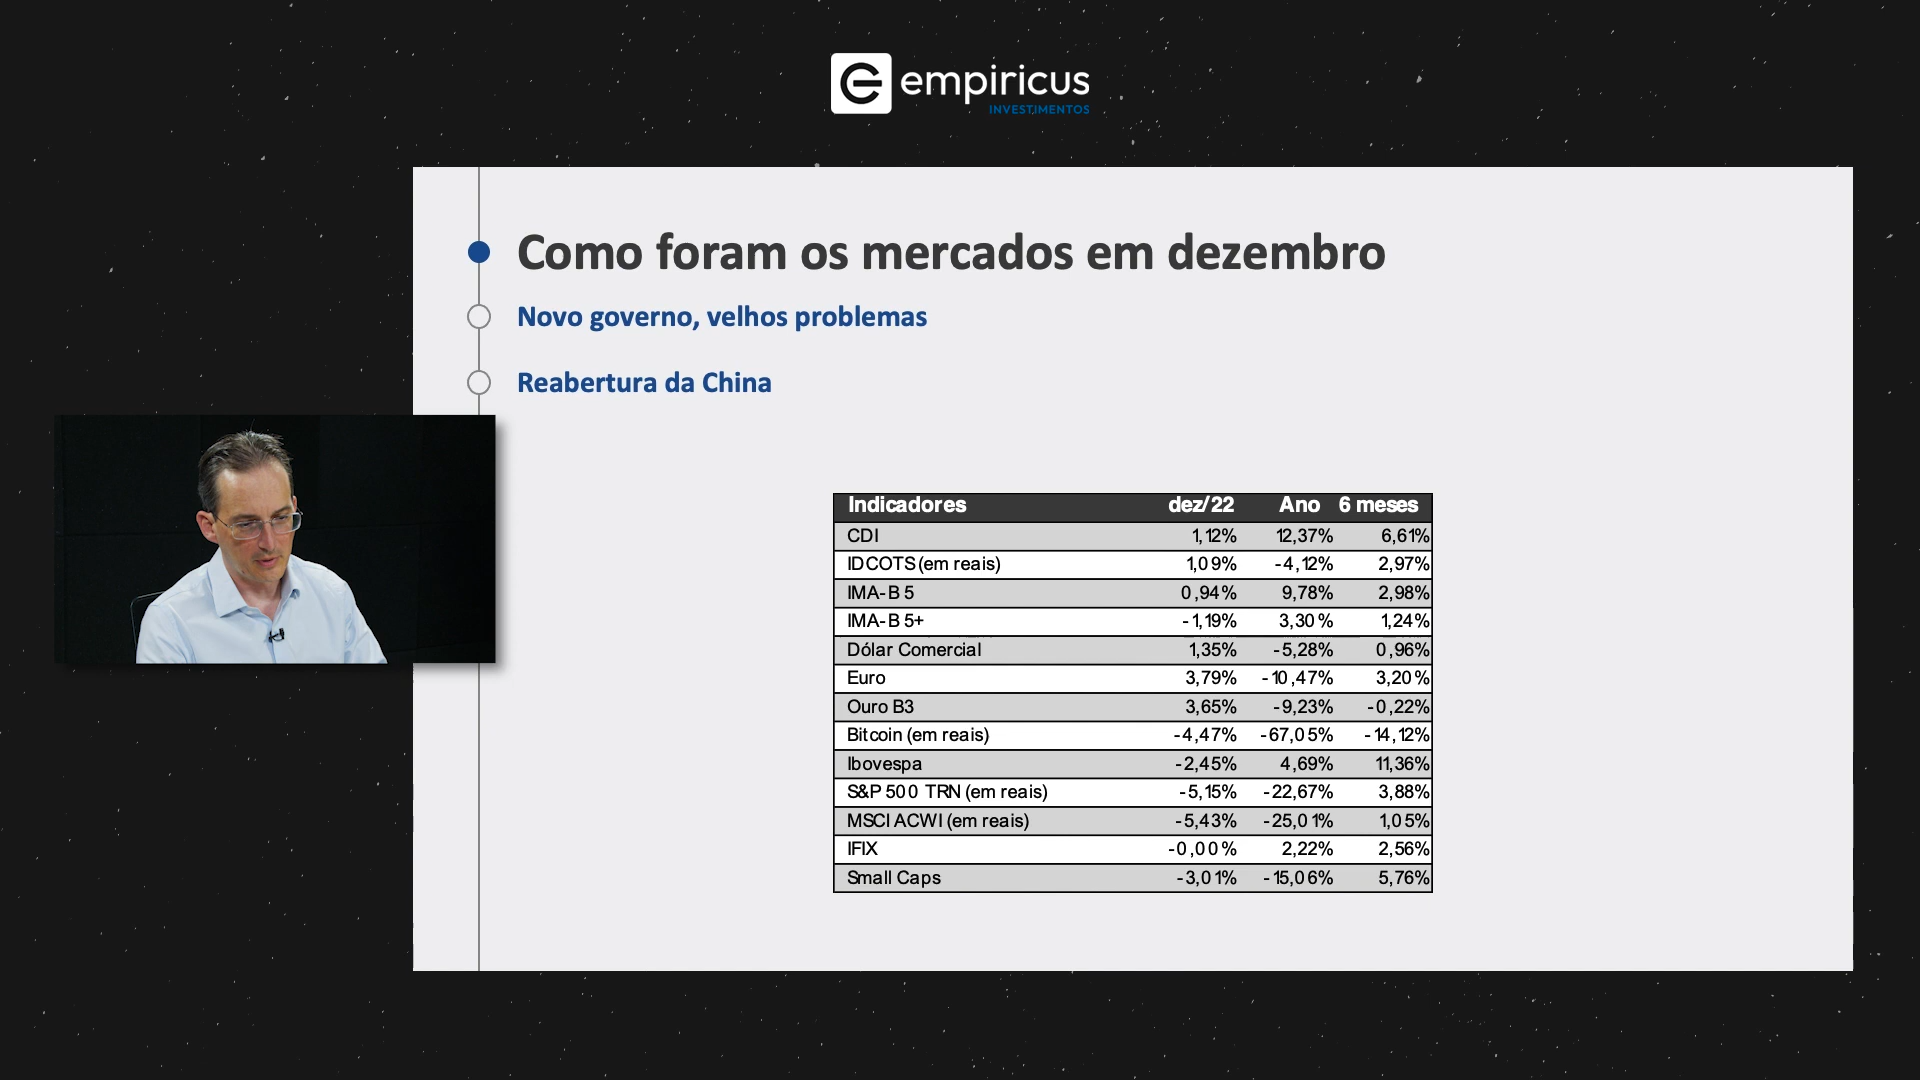 empiricus
INVESTIMENTOS
Como foram os mercados em dezembro
Novo governo, velhos problemas
Reabertura da China
Indicadores dez/22 Ano 6 meses
CDI 1,12% 12,37% 6,61%
IDCOTS (em reais) 1,09% -4,12% 2,97%
IMA-B 5 0,94% 9,78% 2,98%
IMA-B 5+ -1,19% 3,30% 1,24%
Dólar Comercial 1,35% -5,28% 0,96%
Euro 3,79% -10,47% 3,20%
Ouro B3 3,65% -9,23% -0,22%
Bitcoin (em reais) -4,47% -67,05% -14,12%
Ibovespa -2,45% 4,69% 11,36%
S&P 500 TRN (em reais) -5,15% -22,67% 3,88%
MSCI ACWI (em reais) -5,43% -25,01% 1,05%
IFIX -0,00% 2,22% 2,56%
Small Caps -3,01% -15,06% 5,76%